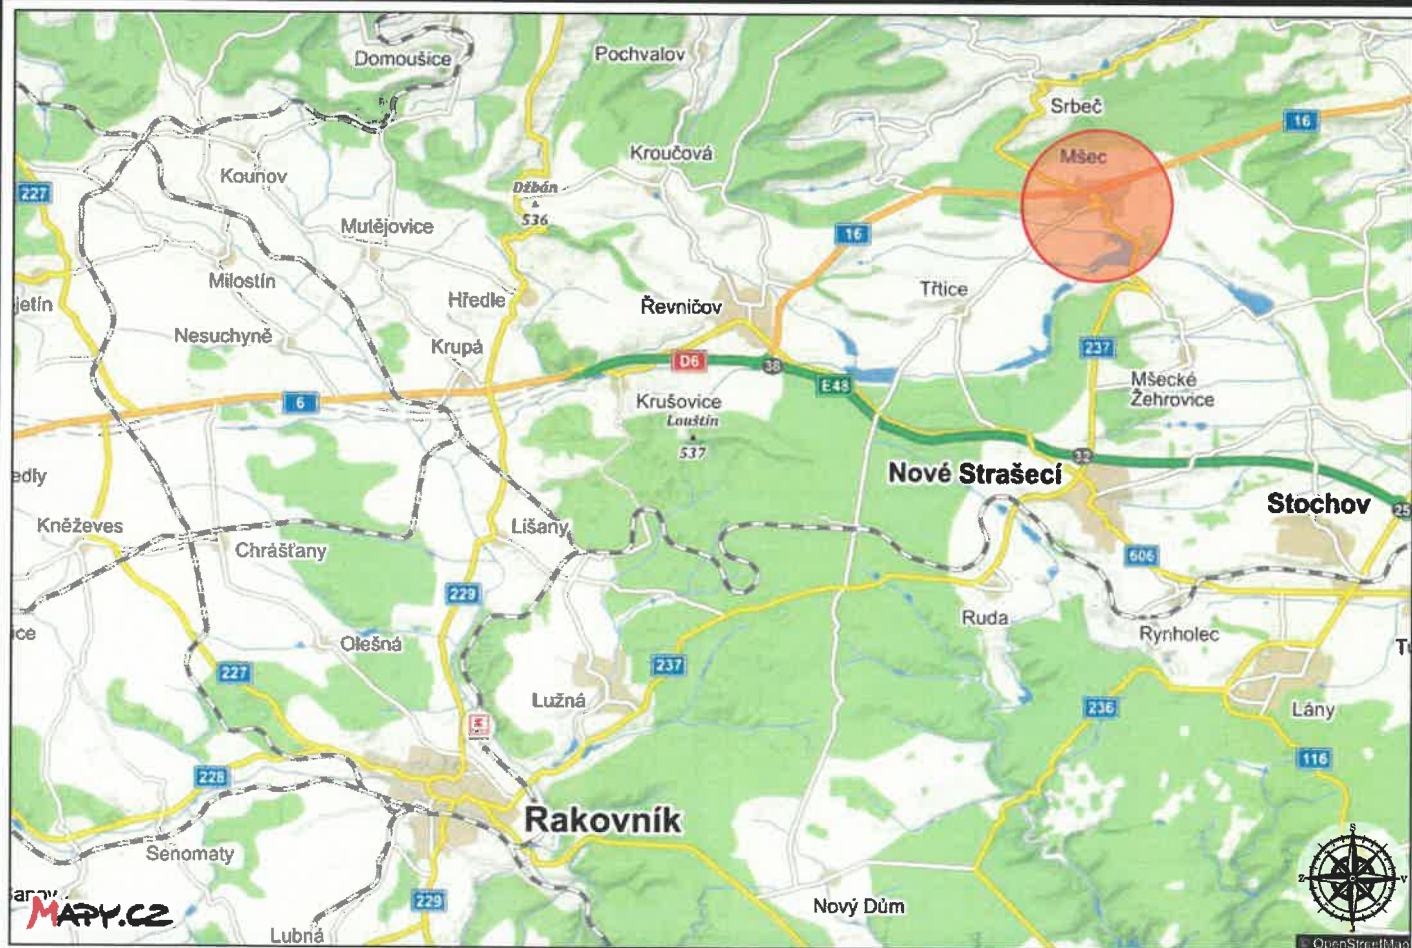 Domoušice
Pochvalov
Srbeč
16
Mšec
Kroučová
Kounov
227
Džbán
536
Mutějovice
16
Milostín
Třtice
jetín
Hředle
Řevničov
Nesuchyně
Krupá
237
D6
38
E48
Mšecké
Žehrovice
6
Krušovice
Louštín
537
edly
Nové Strašecí
32
Stochov
25
Kněževes
Lišany
Chrášťany
606
229
Ruda
Rynholec
ice
Olešná
T
237
227
Lužná
236
Lány
116
228
Rakovník
S
Senomaty
Z
V
229
Nový Dům
MAPY.CZ
Lubná
OpenStreetMap